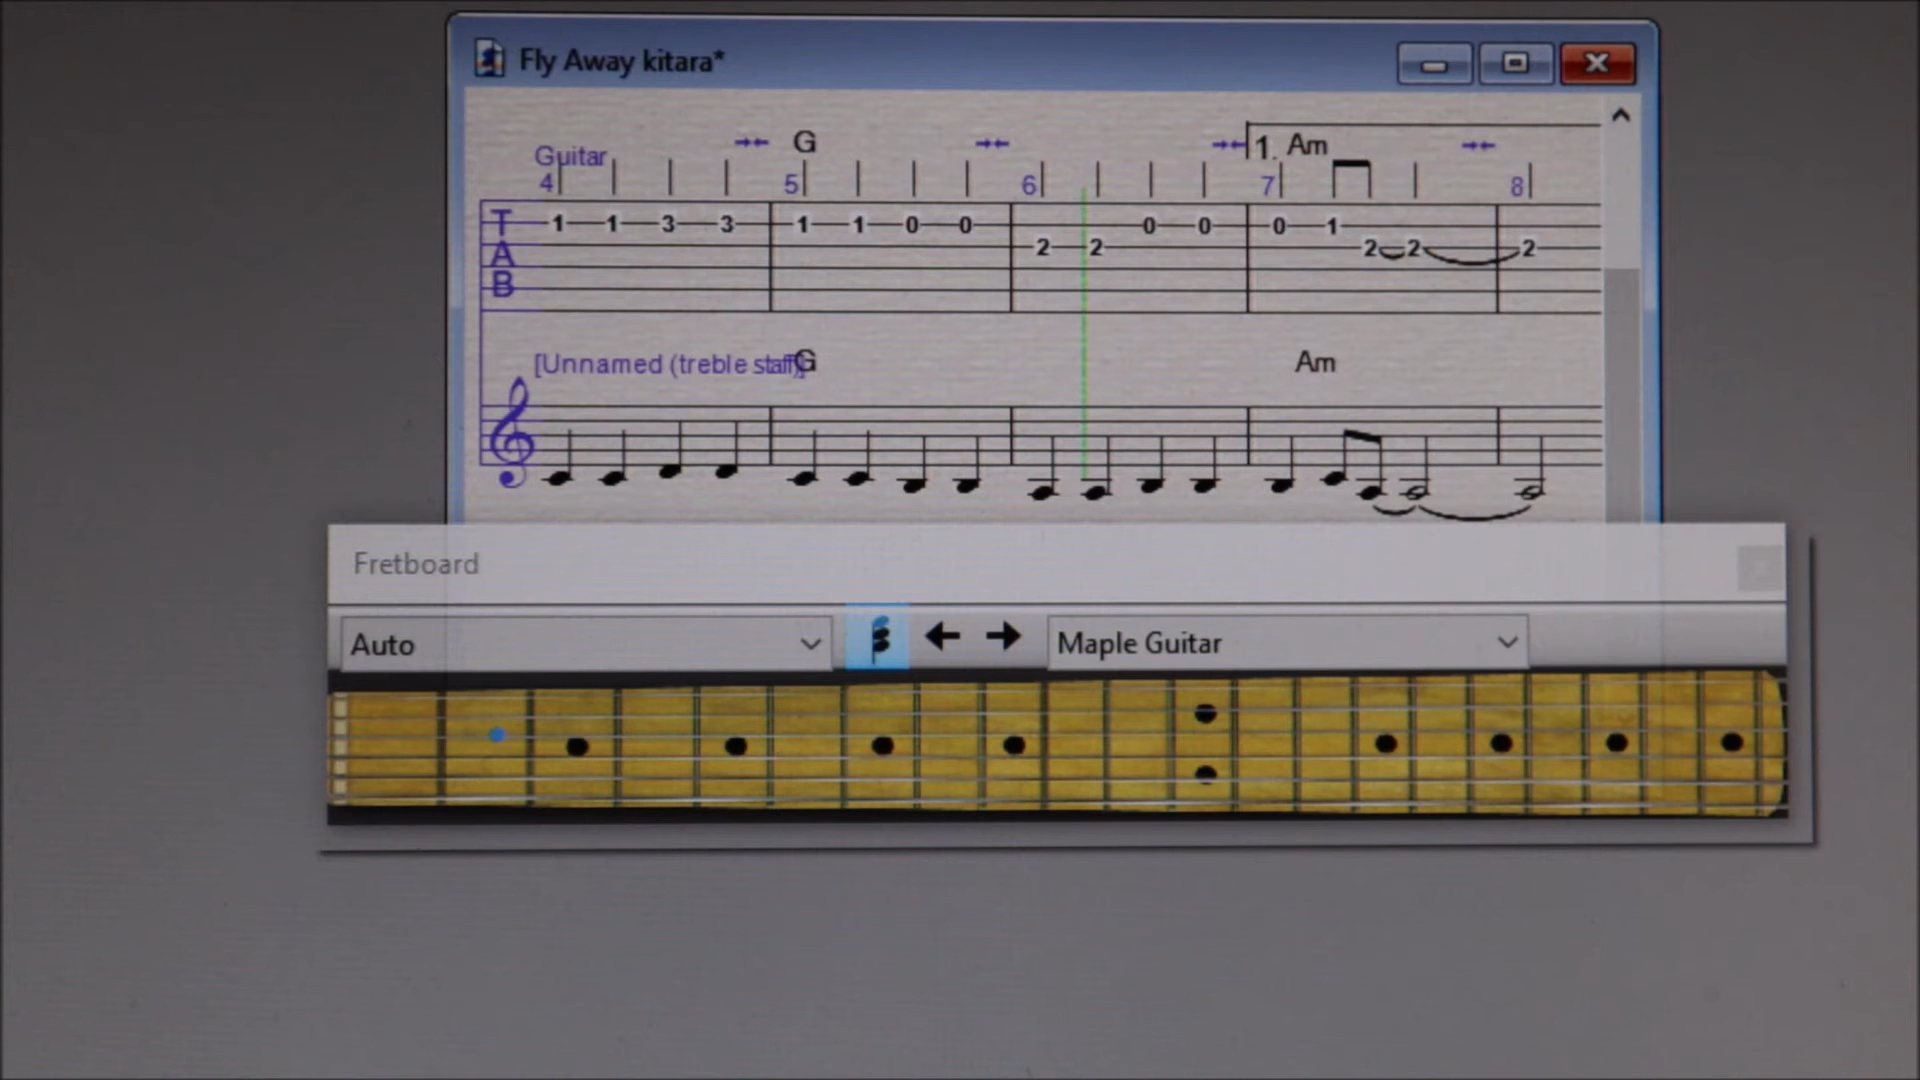 Fly Away kitara*
G
1. Am
Guitar
4 5 6 7 8
T 1 1 3 3 1 1 0 0 0 0 0 1
A 2 2 2 2 2
B
[Unnamed (treble staff)] G Am
Fretboard
Auto Maple Guitar